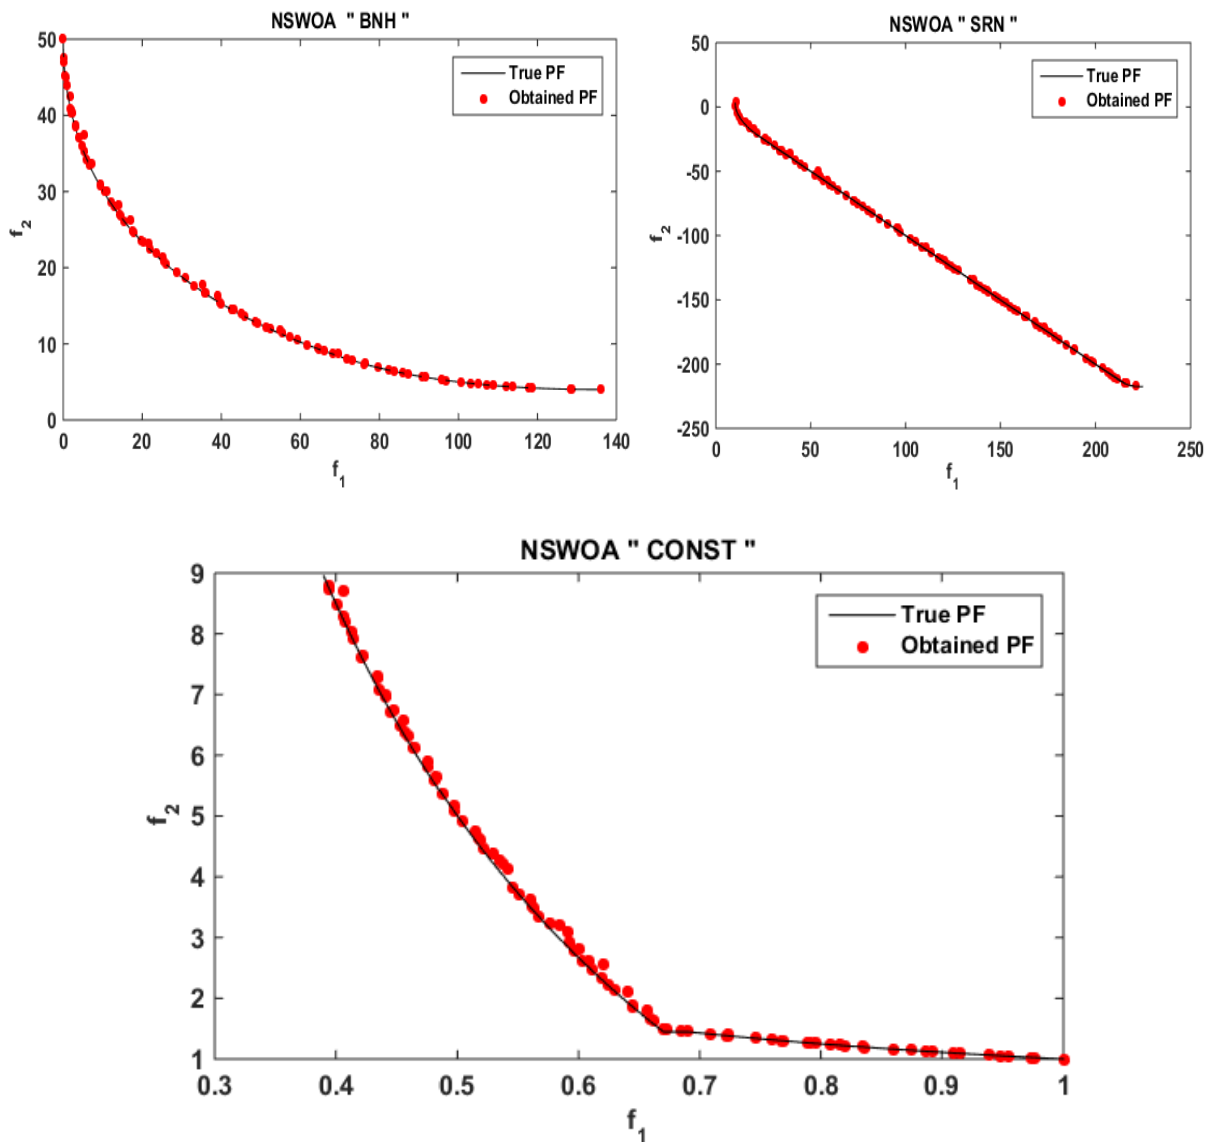 NSWOA " BNH "
50
40
30
20
10
0
f2
True PF
Obtained PF
0 20 40 60 80 100 120 140
f1
NSWOA " SRN "
50
0
-50
-100
-150
-200
-250
f2
True PF
Obtained PF
0 50 100 150 200 250
f1
NSWOA " CONST "
9
8
7
6
5
4
3
2
1
f2
True PF
Obtained PF
0.3 0.4 0.5 0.6 0.7 0.8 0.9 1
f1